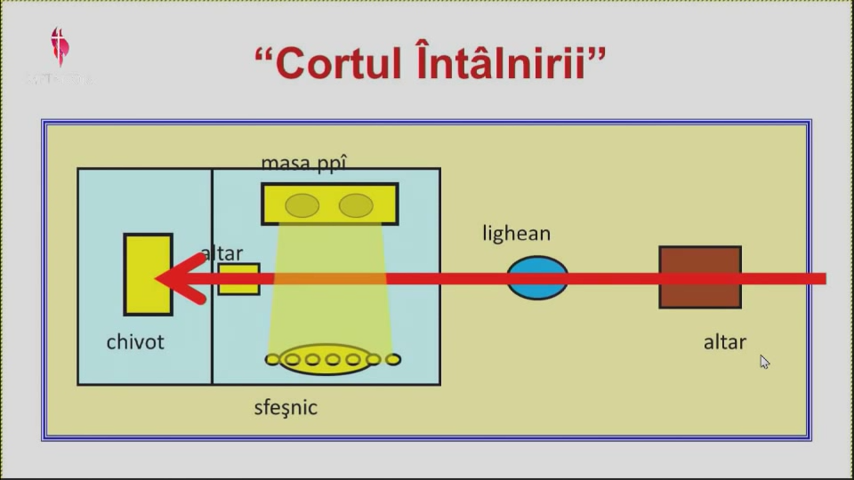 “Cortul Întâlnirii”
masa ppî
lighean
altar
chivot
altar
sfeşnic